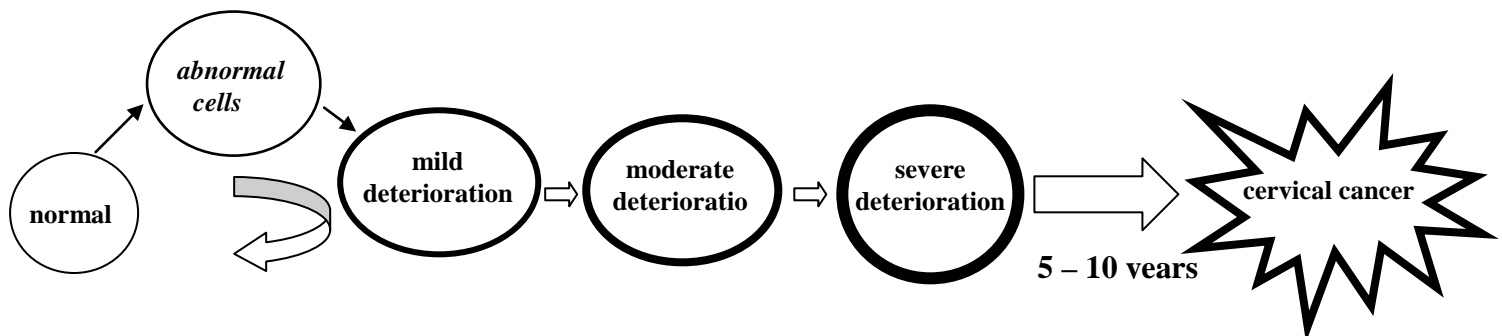 normal
abnormal
cells
mild
deterioration
moderate
deterioratio
severe
deterioration
5 – 10 years
cervical cancer